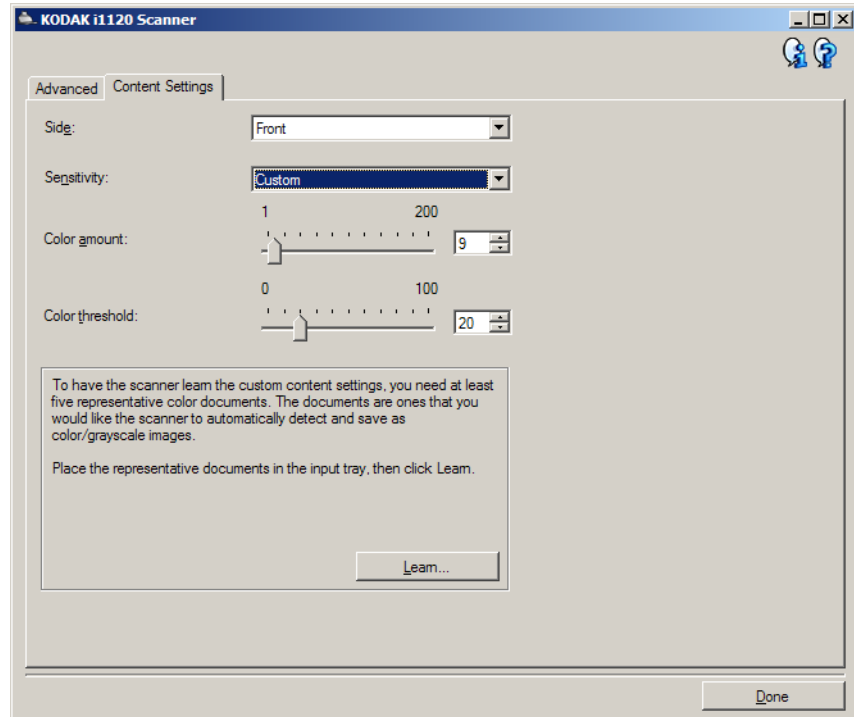 KODAK i1120 Scanner
Advanced
Content Settings
Side:
Front
Sensitivity:
Custom
1 200
Color amount:
9
0 100
Color threshold:
20
To have the scanner learn the custom content settings, you need at least
five representative color documents. The documents are ones that you
would like the scanner to automatically detect and save as
color/grayscale images.
Place the representative documents in the input tray, then click Learn.
Learn...
Done